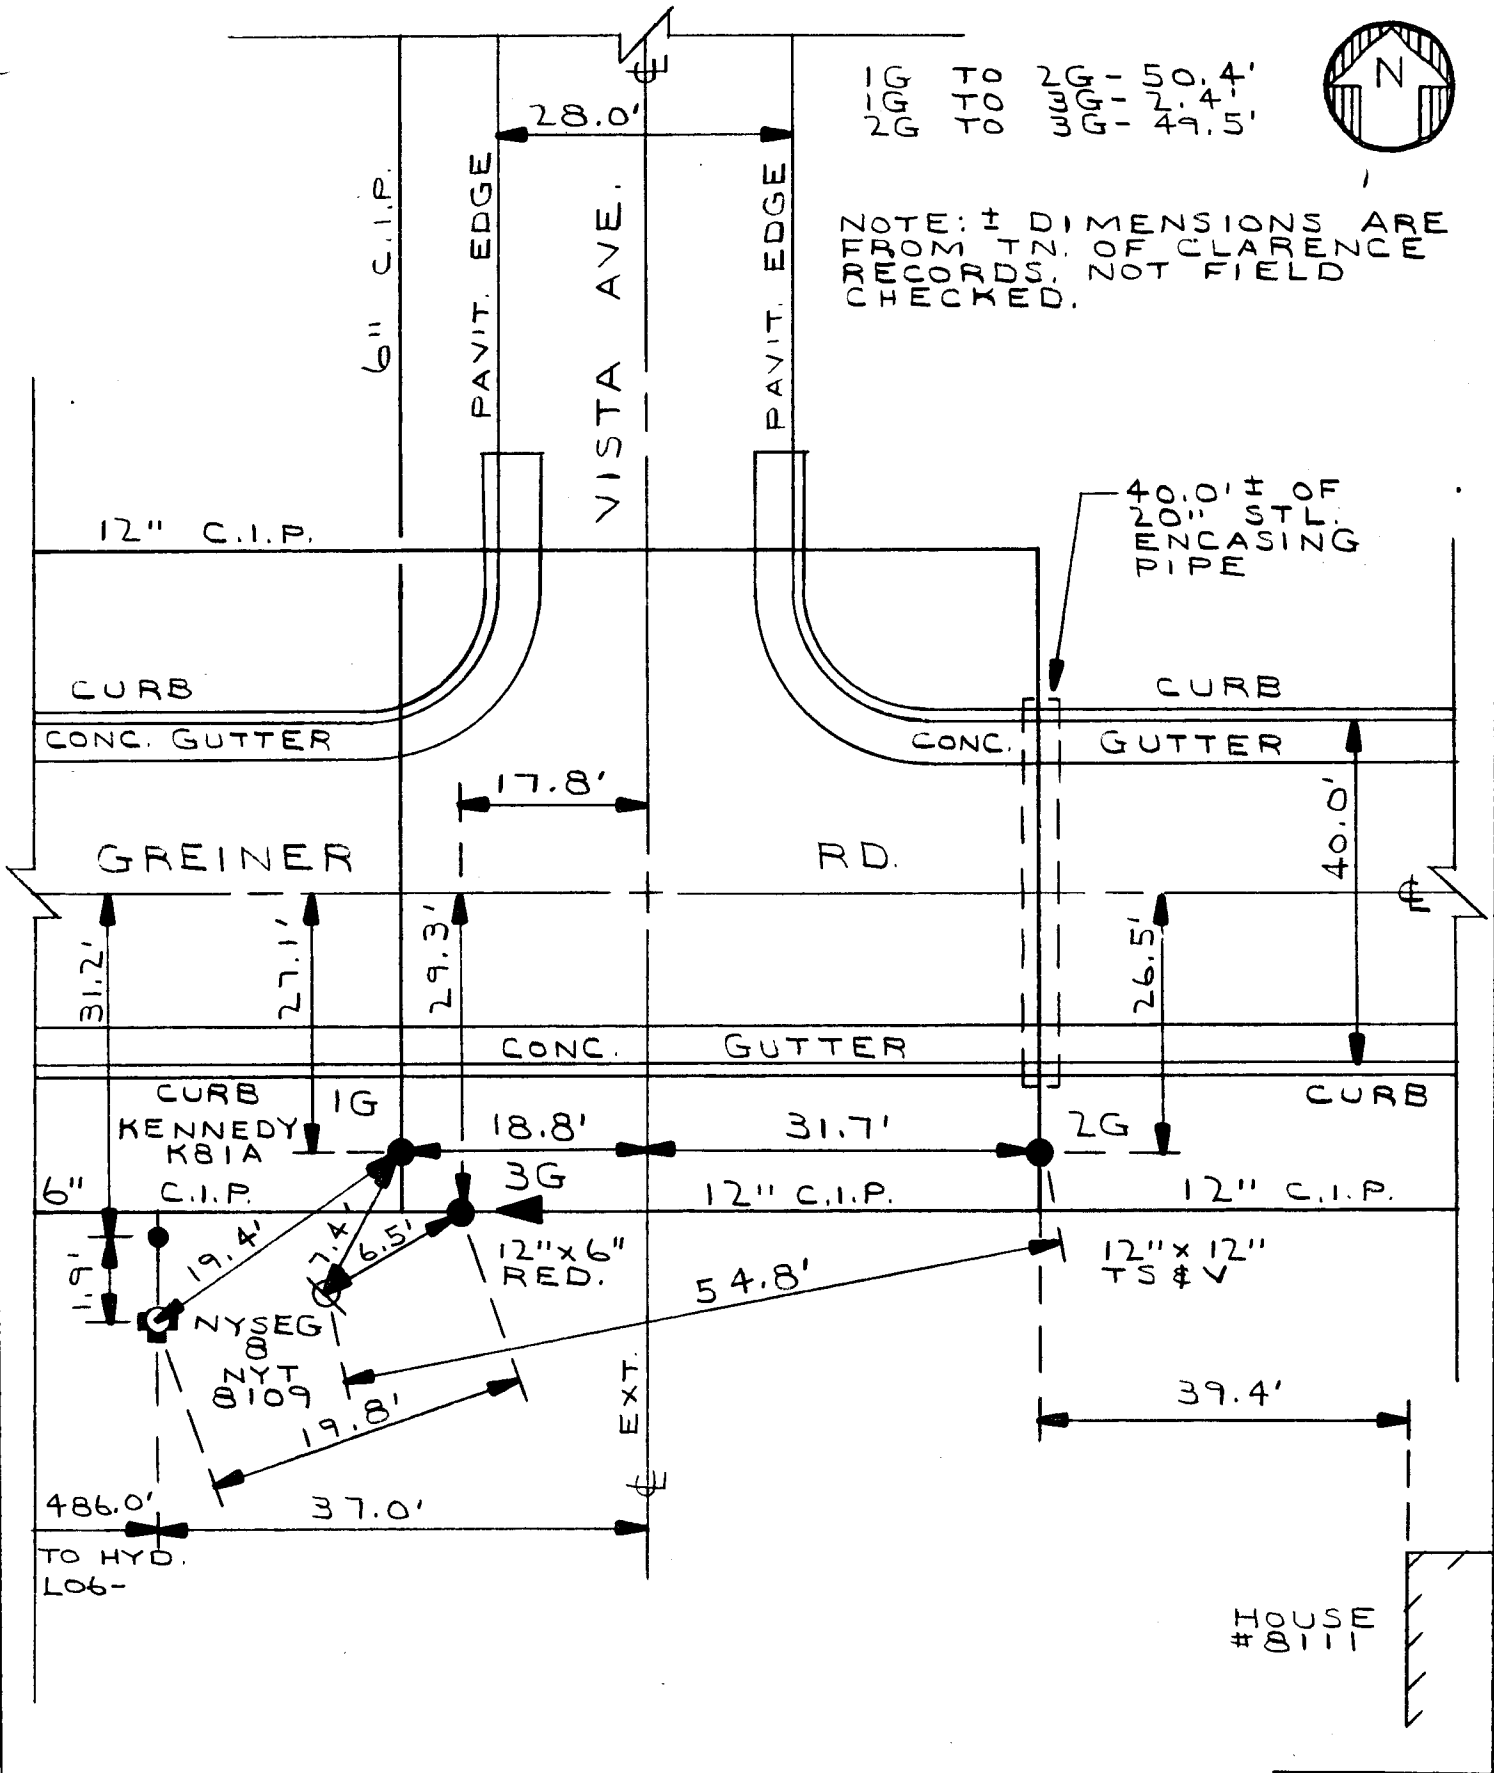 1G TO 2G - 50.4'
1G TO 3G - 2.4'
2G TO 3G - 49.5'
N
28.0'
6" C.I.P.
PAV'T. EDGE
VISTA AVE.
PAV'T. EDGE
NOTE: ± DIMENSIONS ARE
FROM TN. OF CLARENCE
RECORDS. NOT FIELD
CHECKED.
40.0' ± OF
20" STL.
ENCASING
PIPE
12" C.I.P.
CURB
CONC. GUTTER
CURB
CONC. GUTTER
17.8'
40.0'
GREINER RD.
31.2'
27.1'
29.3'
26.5'
CONC. GUTTER
CURB
CURB
KENNEDY
K81A
1G
18.8'
31.7'
2G
6" C.I.P.
3G
12" C.I.P.
12" C.I.P.
19.4'
7.4'
6.5'
12" x 6"
RED.
12" x 12"
TS & V
1.9'
54.8'
NYSEG
8
NYT
8109
19.8'
EXT.
39.4'
486.0'
37.0'
TO HYD.
L06-
HOUSE
#8111